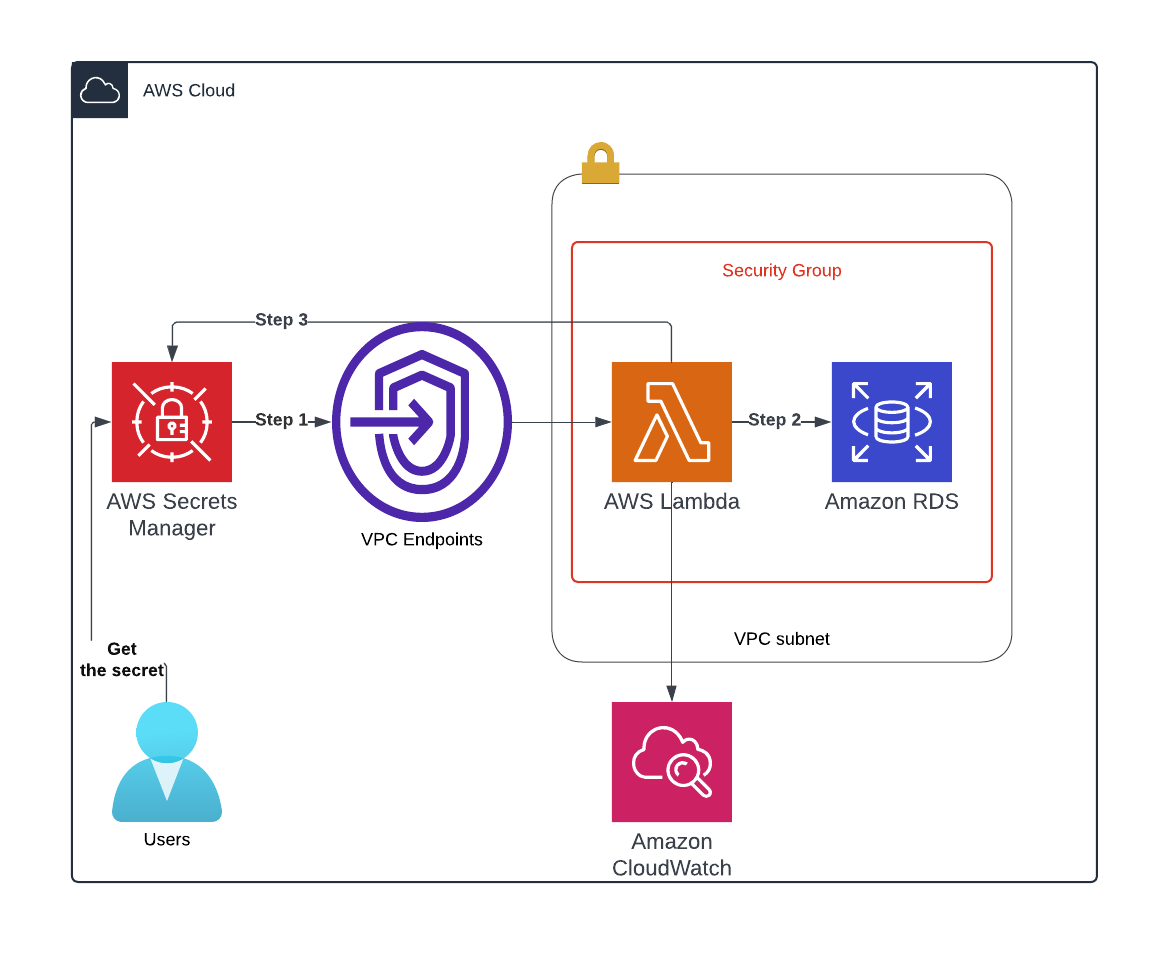 AWS Cloud
Security Group
Step 3
Step 1
Step 2
AWS Secrets
Manager
VPC Endpoints
AWS Lambda
Amazon RDS
VPC subnet
Get
the secret
Users
Amazon
CloudWatch